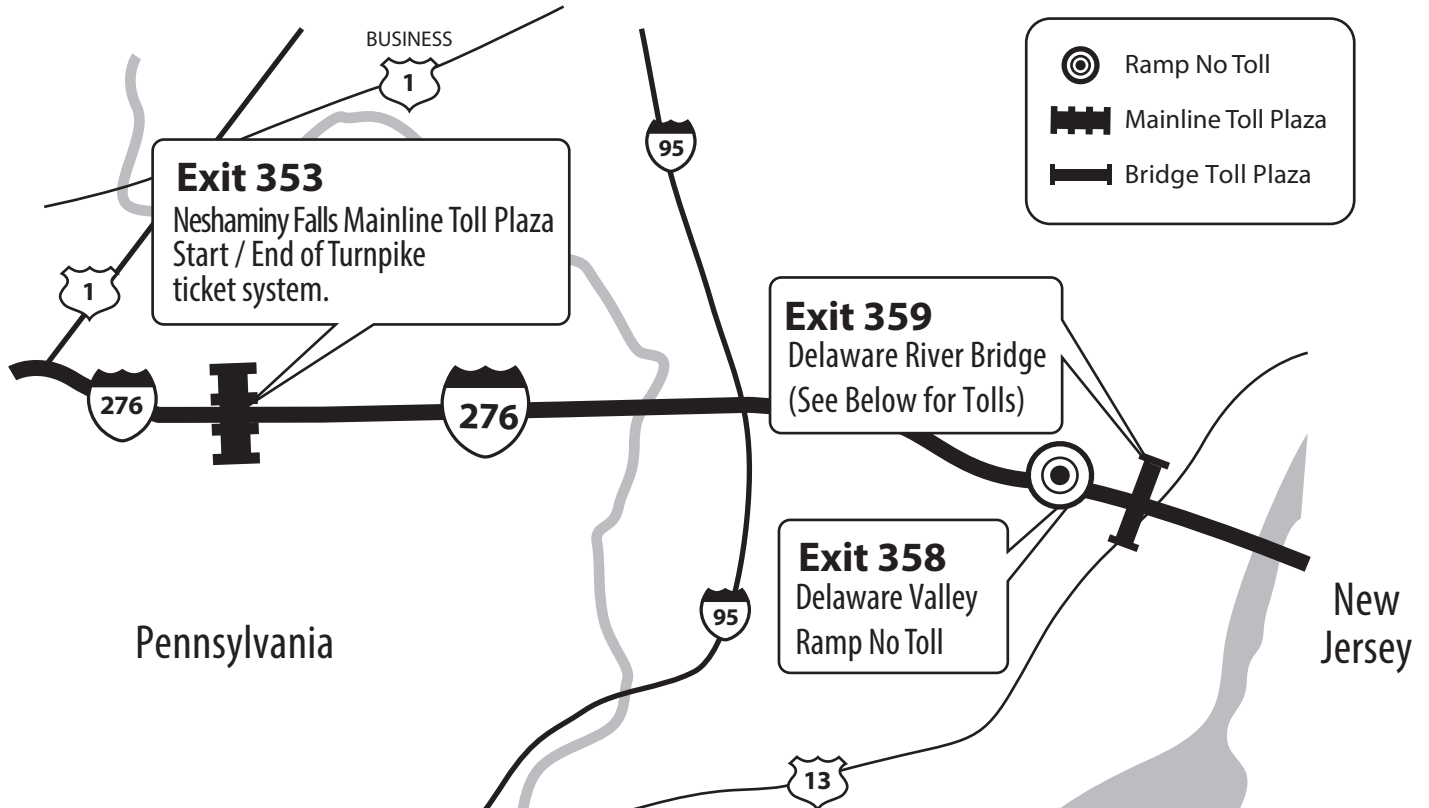 BUSINESS
1
Ramp No Toll
Mainline Toll Plaza
Bridge Toll Plaza
95
Exit 353
Neshaminy Falls Mainline Toll Plaza
Start / End of Turnpike
ticket system.
1
276
276
Exit 359
Delaware River Bridge
(See Below for Tolls)
Exit 358
Delaware Valley
Ramp No Toll
95
Pennsylvania
New
Jersey
13